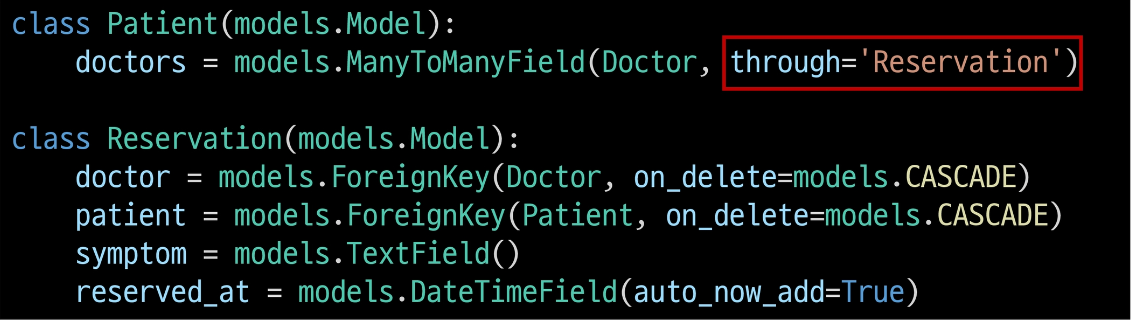 class Patient(models.Model):
    doctors = models.ManyToManyField(Doctor, through='Reservation')
class Reservation(models.Model):
    doctor = models.ForeignKey(Doctor, on_delete=models.CASCADE)
    patient = models.ForeignKey(Patient, on_delete=models.CASCADE)
    symptom = models.TextField()
    reserved_at = models.DateTimeField(auto_now_add=True)